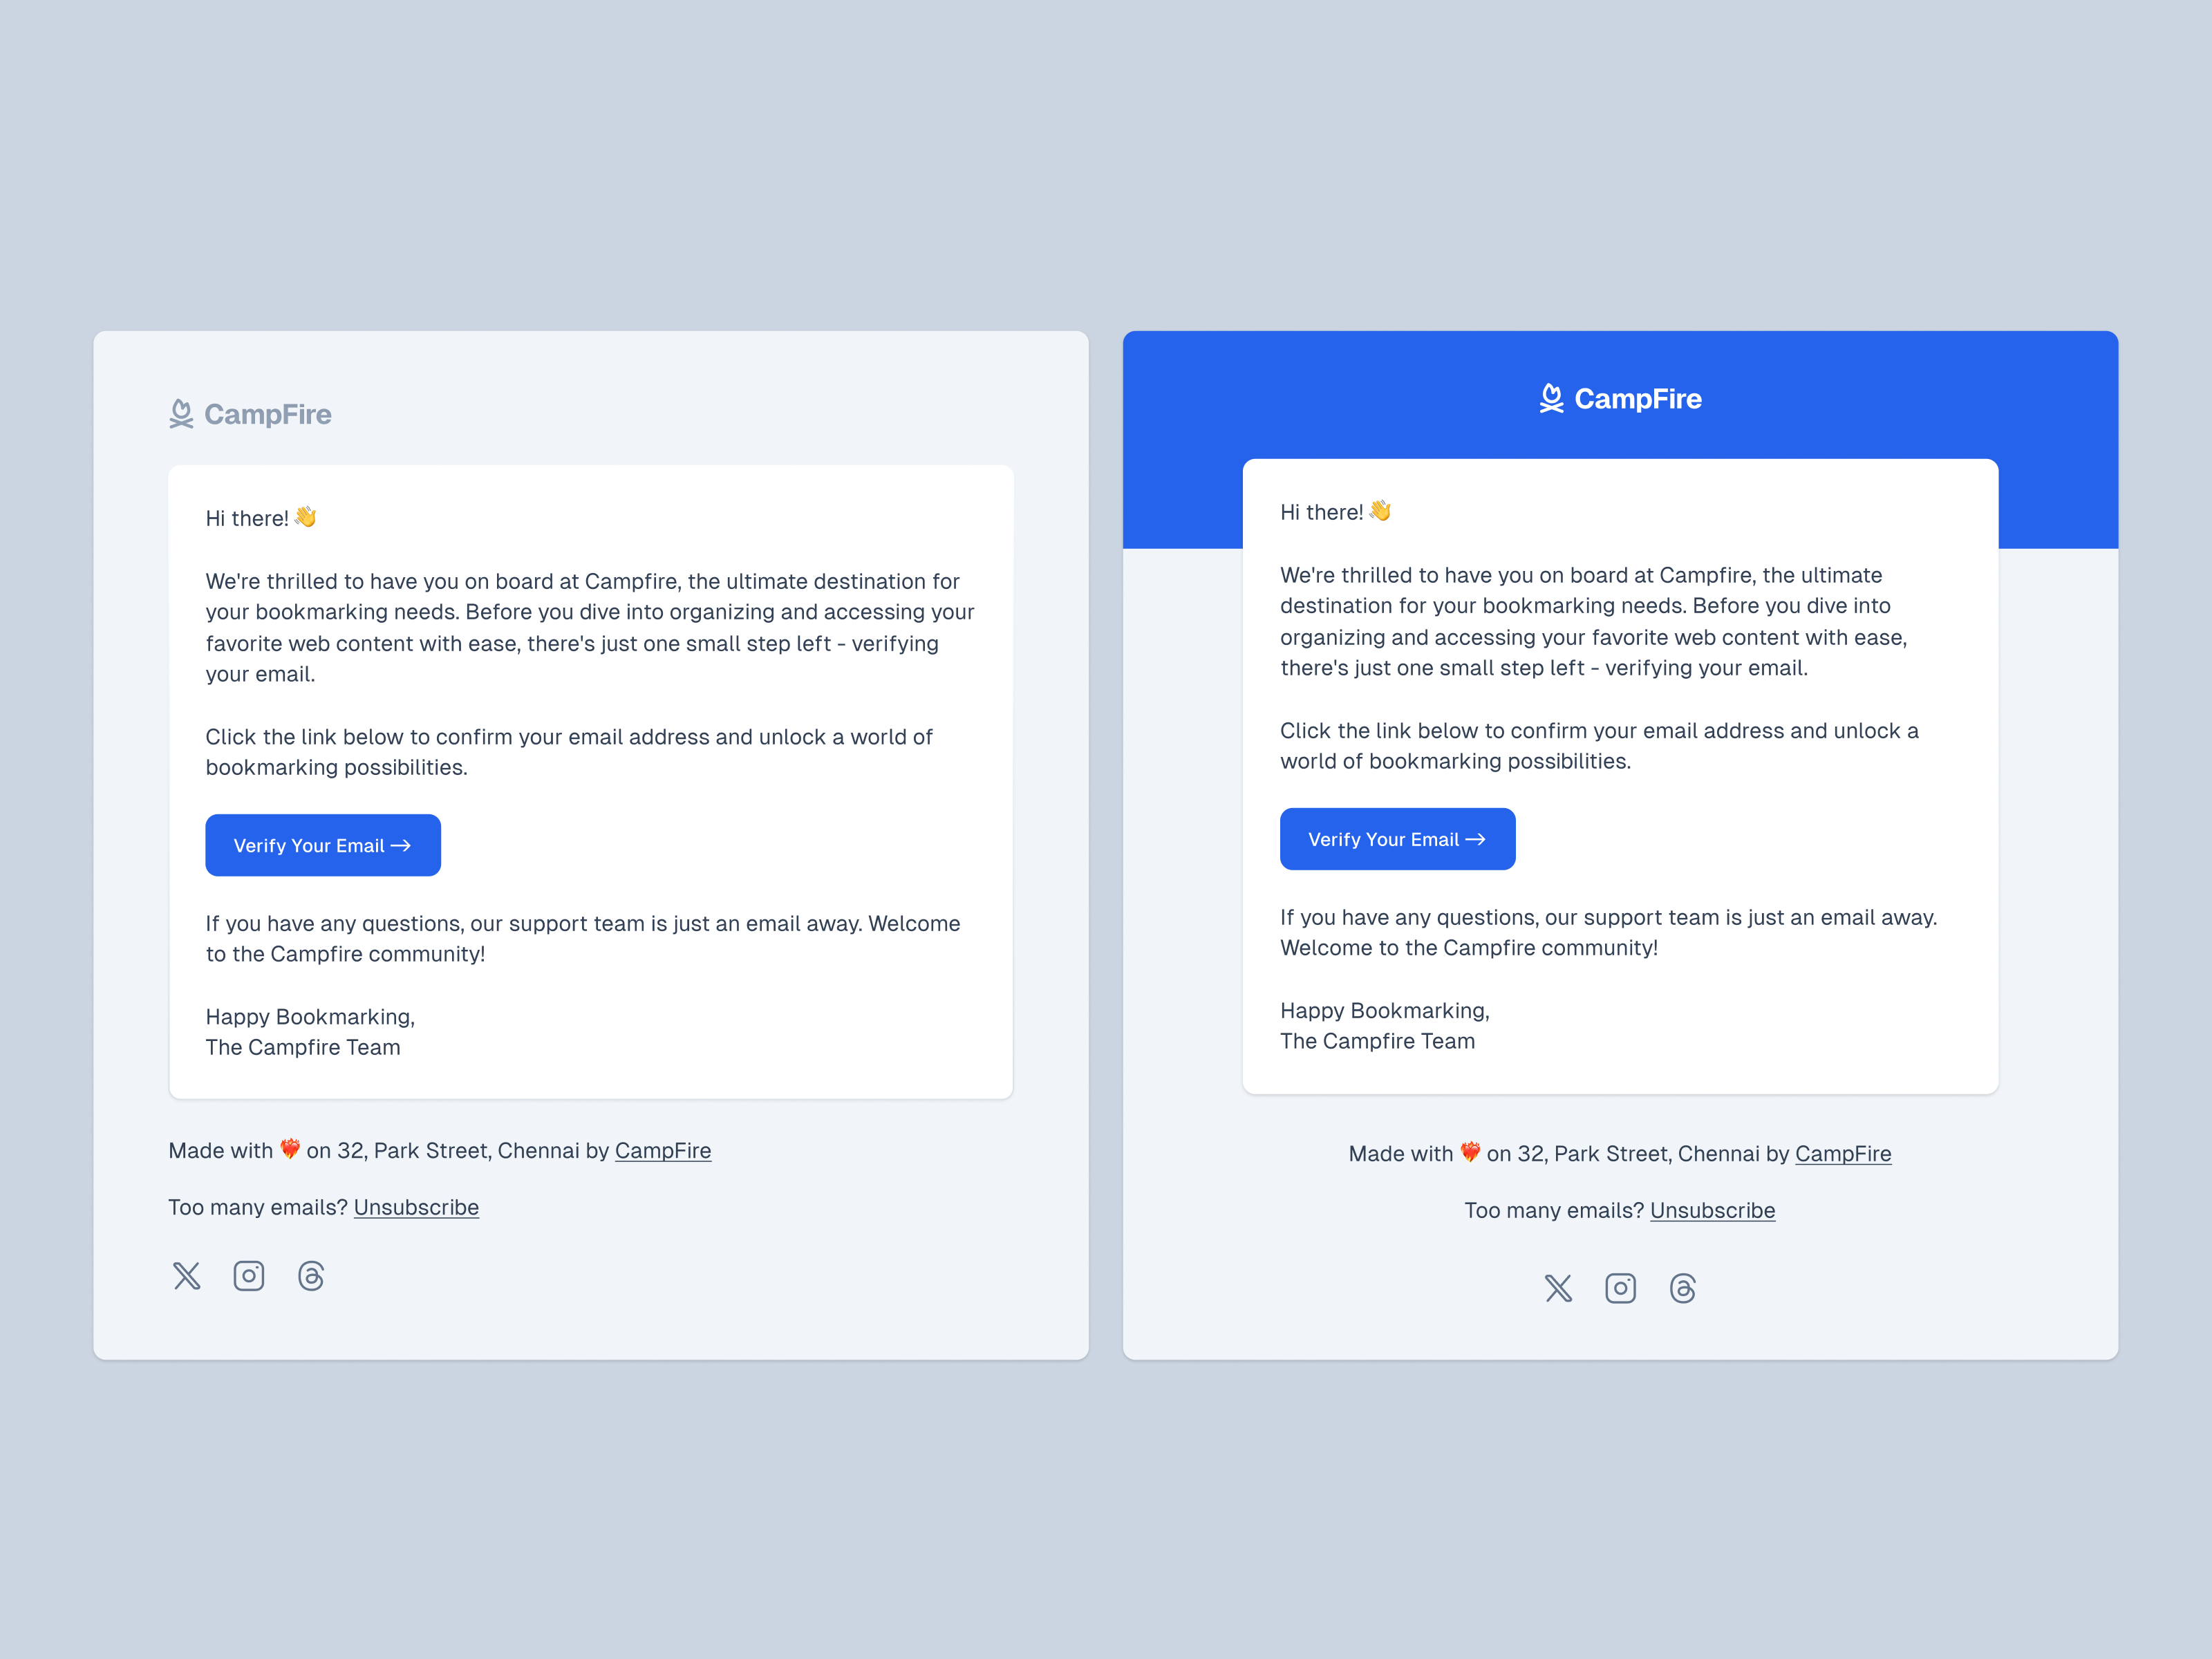 CampFire
Hi there! 👋
We're thrilled to have you on board at Campfire, the ultimate destination for
your bookmarking needs. Before you dive into organizing and accessing your
favorite web content with ease, there's just one small step left - verifying
your email.
Click the link below to confirm your email address and unlock a world of
bookmarking possibilities.
Verify Your Email →
If you have any questions, our support team is just an email away. Welcome
to the Campfire community!
Happy Bookmarking,
The Campfire Team
Made with ❤️‍🔥 on 32, Park Street, Chennai by CampFire
Too many emails? Unsubscribe
CampFire
Hi there! 👋
We're thrilled to have you on board at Campfire, the ultimate
destination for your bookmarking needs. Before you dive into
organizing and accessing your favorite web content with ease,
there's just one small step left - verifying your email.
Click the link below to confirm your email address and unlock a
world of bookmarking possibilities.
Verify Your Email →
If you have any questions, our support team is just an email away.
Welcome to the Campfire community!
Happy Bookmarking,
The Campfire Team
Made with ❤️‍🔥 on 32, Park Street, Chennai by CampFire
Too many emails? Unsubscribe